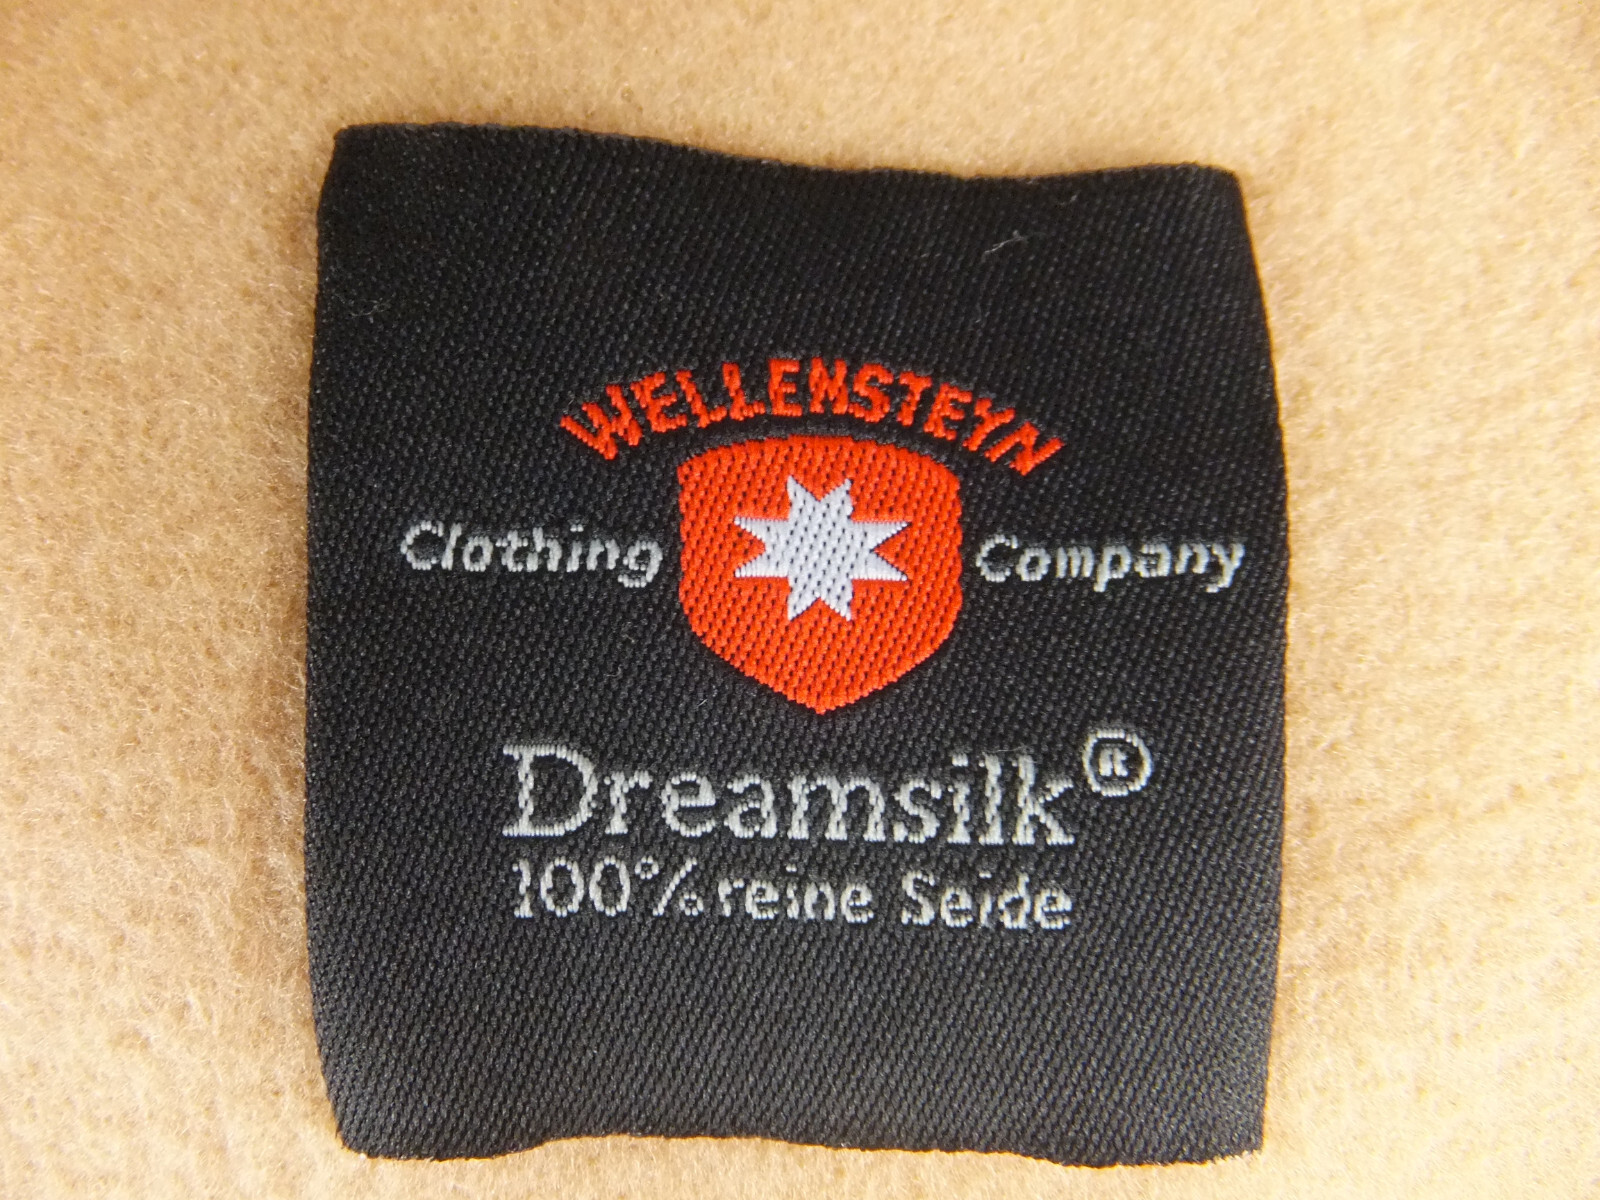 WELLENSTEYN
Clothing Company
Dreamsilk®
100% reine Seide